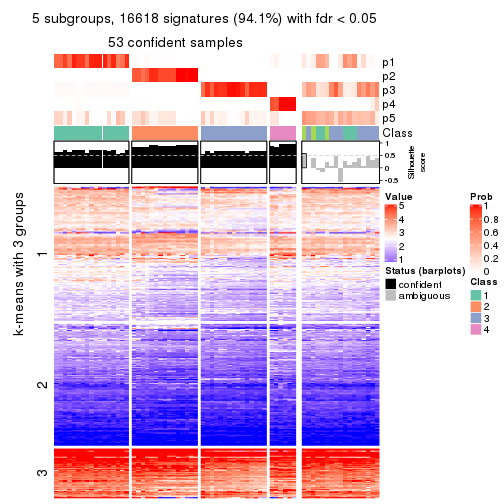 5 subgroups, 16618 signatures (94.1%) with fdr < 0.05
53 confident samples
p1
p2
p3
p4
p5
Class
1
0.5
0
-0.5
Silhouette
score
k-means with 3 groups
1
2
3
Value
5
4
3
2
1
Status (barplots)
confident
ambiguous
Prob
1
0.8
0.6
0.4
0.2
0
Class
1
2
3
4